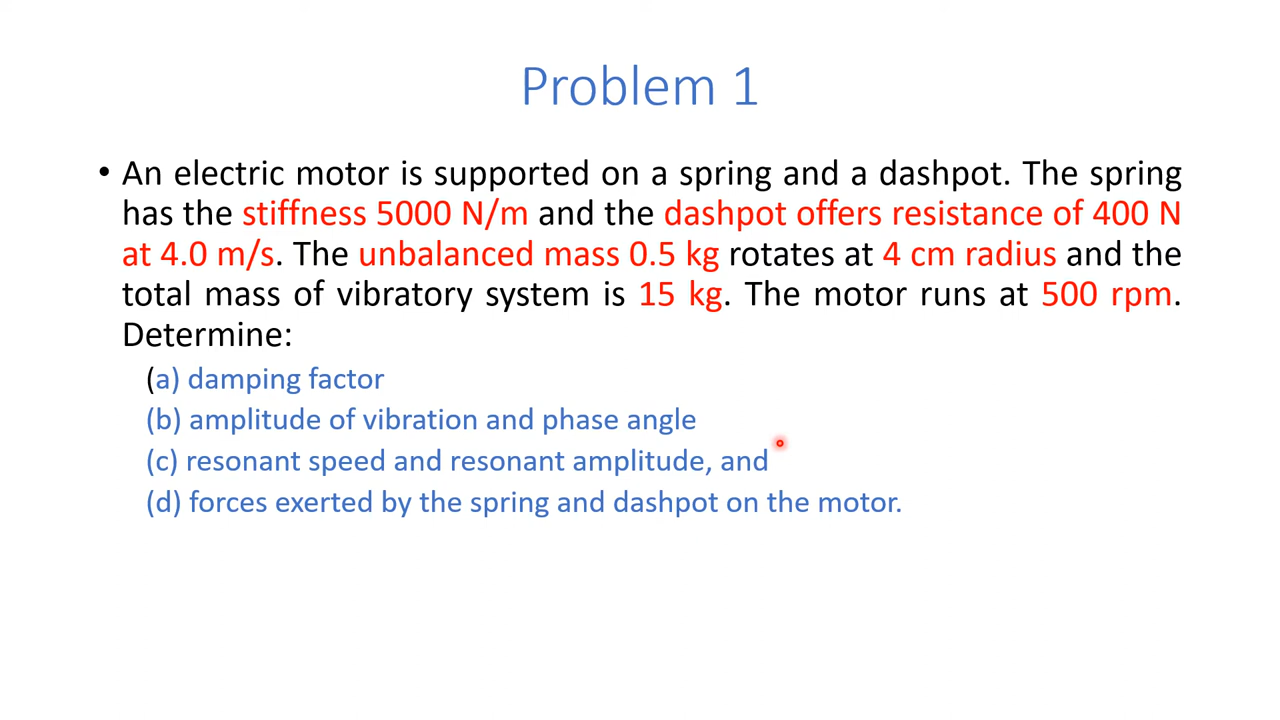 Problem 1
• An electric motor is supported on a spring and a dashpot. The spring
has the stiffness 5000 N/m and the dashpot offers resistance of 400 N
at 4.0 m/s. The unbalanced mass 0.5 kg rotates at 4 cm radius and the
total mass of vibratory system is 15 kg. The motor runs at 500 rpm.
Determine:
(a) damping factor
(b) amplitude of vibration and phase angle
(c) resonant speed and resonant amplitude, and
(d) forces exerted by the spring and dashpot on the motor.